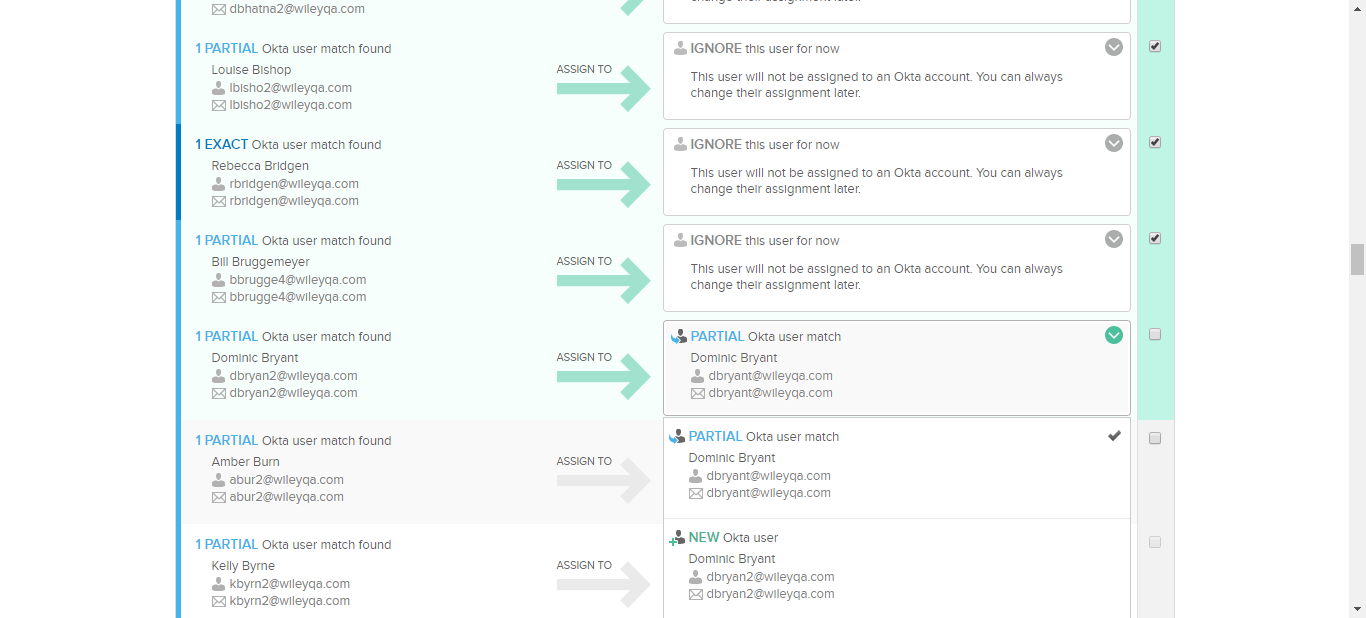 dbhatna2@wileyqa.com
change their assignment later.
1 PARTIAL Okta user match found
Louise Bishop
lbisho2@wileyqa.com
lbisho2@wileyqa.com
ASSIGN TO
IGNORE this user for now
This user will not be assigned to an Okta account. You can always
change their assignment later.
1 EXACT Okta user match found
Rebecca Bridgen
rbridgen@wileyqa.com
rbridgen@wileyqa.com
ASSIGN TO
IGNORE this user for now
This user will not be assigned to an Okta account. You can always
change their assignment later.
1 PARTIAL Okta user match found
Bill Bruggemeyer
bbrugge4@wileyqa.com
bbrugge4@wileyqa.com
ASSIGN TO
IGNORE this user for now
This user will not be assigned to an Okta account. You can always
change their assignment later.
1 PARTIAL Okta user match found
Dominic Bryant
dbryan2@wileyqa.com
dbryan2@wileyqa.com
ASSIGN TO
PARTIAL Okta user match
Dominic Bryant
dbryant@wileyqa.com
dbryant@wileyqa.com
1 PARTIAL Okta user match found
Amber Burn
abur2@wileyqa.com
abur2@wileyqa.com
ASSIGN TO
PARTIAL Okta user match
Dominic Bryant
dbryant@wileyqa.com
dbryant@wileyqa.com
1 PARTIAL Okta user match found
Kelly Byrne
kbyrn2@wileyqa.com
kbyrn2@wileyqa.com
ASSIGN TO
NEW Okta user
Dominic Bryant
dbryan2@wileyqa.com
dbryan2@wileyqa.com